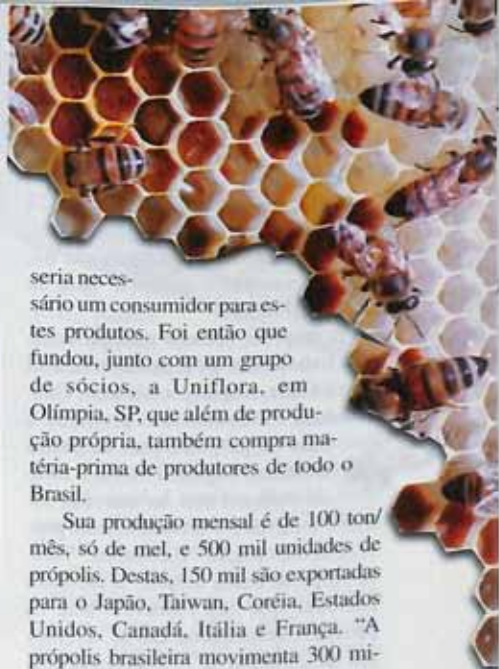 seria neces-
sário um consumidor para es-
tes produtos. Foi então que
fundou, junto com um grupo
de sócios, a Uniflora, em
Olímpia, SP, que além de produ-
ção própria, também compra ma-
téria-prima de produtores de todo o
Brasil.
Sua produção mensal é de 100 ton/
mês, só de mel, e 500 mil unidades de
própolis. Destas, 150 mil são exportadas
para o Japão, Taiwan, Coréia, Estados
Unidos, Canadá, Itália e França. “A
própolis brasileira movimenta 300 mi-